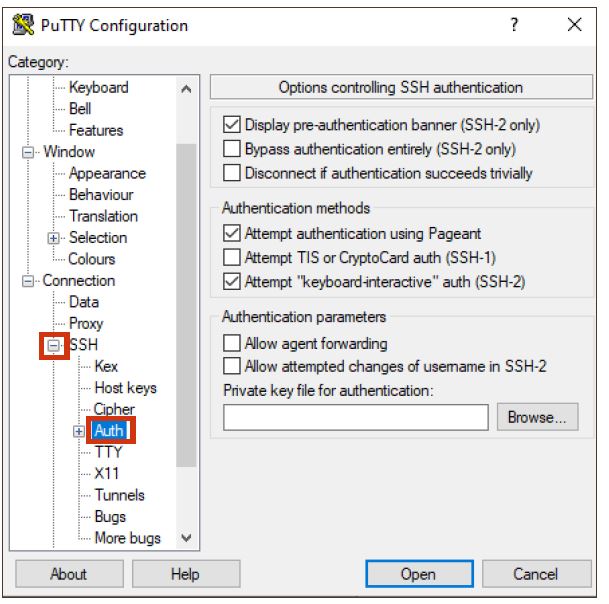 PuTTY Configuration
?
Category:
Keyboard
Bell
Features
Window
Appearance
Behaviour
Translation
Selection
Colours
Connection
Data
Proxy
SSH
Kex
Host keys
Cipher
Auth
TTY
X11
Tunnels
Bugs
More bugs
Options controlling SSH authentication
Display pre-authentication banner (SSH-2 only)
Bypass authentication entirely (SSH-2 only)
Disconnect if authentication succeeds trivially
Authentication methods
Attempt authentication using Pageant
Attempt TIS or CryptoCard auth (SSH-1)
Attempt "keyboard-interactive" auth (SSH-2)
Authentication parameters
Allow agent forwarding
Allow attempted changes of username in SSH-2
Private key file for authentication:
Browse...
About
Help
Open
Cancel